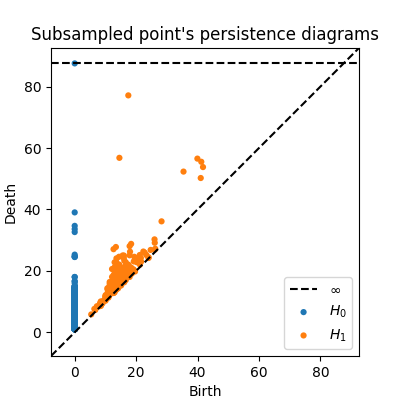 Subsampled point's persistence diagrams
Death
80
60
40
20
0
0 20 40 60 80
Birth
∞
H₀
H₁